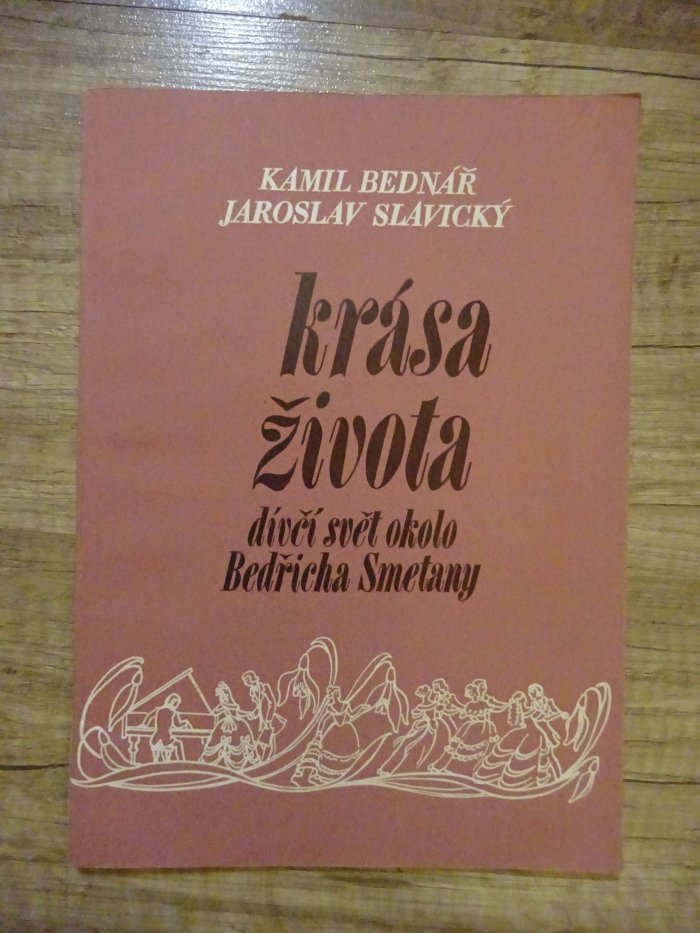 KAMIL BEDNÁŘ
JAROSLAV SLAVICKÝ
krása
života
dívčí svět okolo
Bedřicha Smetany